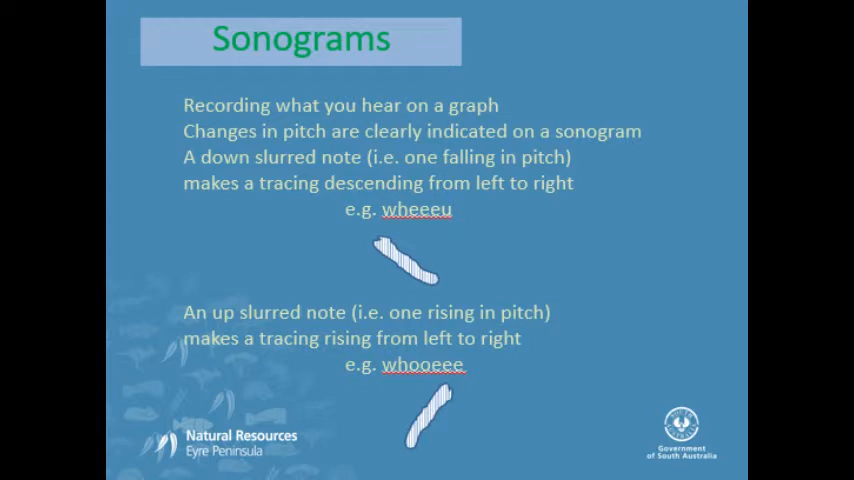 Sonograms
Recording what you hear on a graph
Changes in pitch are clearly indicated on a sonogram
A down slurred note (i.e. one falling in pitch)
makes a tracing descending from left to right
e.g. wheeeu
An up slurred note (i.e. one rising in pitch)
makes a tracing rising from left to right
e.g. whooeee
Natural Resources
Eyre Peninsula
Government
of South Australia